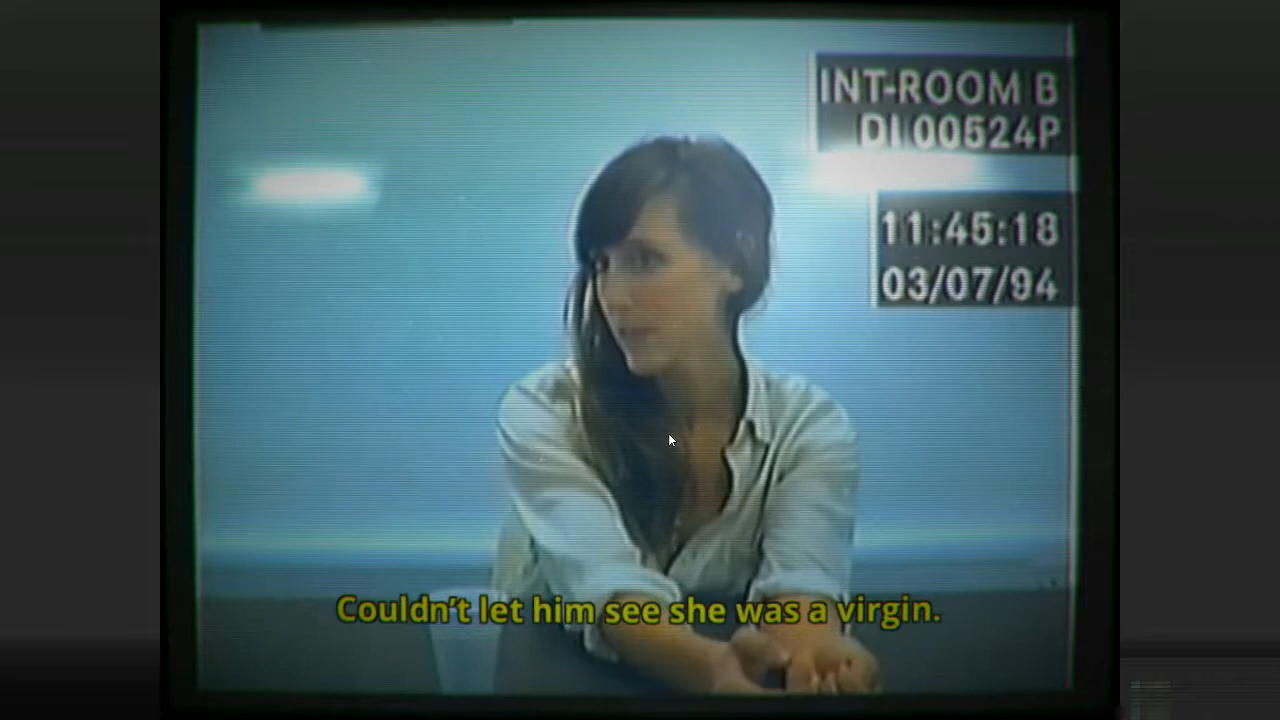 INT-ROOM B
DI 00524P
11:45:18
03/07/94
Couldn't let him see she was a virgin.